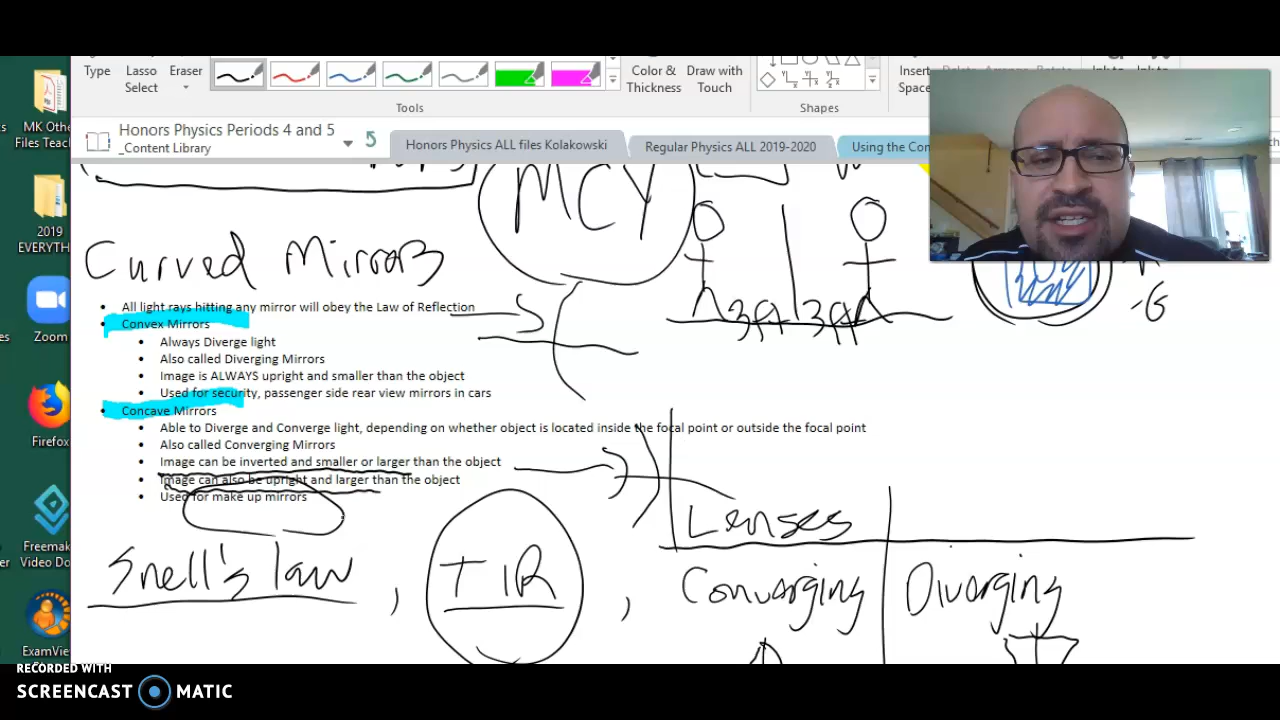 Type
Lasso
Select
Eraser
Color &
Thickness
Draw with
Touch
Insert
Space
Tools
Shapes
MK Othe
Files Teach
Honors Physics Periods 4 and 5
_Content Library
Honors Physics ALL files Kolakowski
Regular Physics ALL 2019-2020
Using the Con
2019
EVERYTH
Zoom
Firefox
Freemak
Video Do
ExamView
MCY
3ft 3ft
-G
Curved Mirrors
• All light rays hitting any mirror will obey the Law of Reflection
• Convex Mirrors
• Always Diverge light
• Also called Diverging Mirrors
• Image is ALWAYS upright and smaller than the object
• Used for security, passenger side rear view mirrors in cars
• Concave Mirrors
• Able to Diverge and Converge light, depending on whether object is located inside the focal point or outside the focal point
• Also called Converging Mirrors
• Image can be inverted and smaller or larger than the object
• Image can also be upright and larger than the object
• Used for make up mirrors
Snell's law, TIR,
Lenses
Converging
Diverging
RECORDED WITH
SCREENCAST MATIC